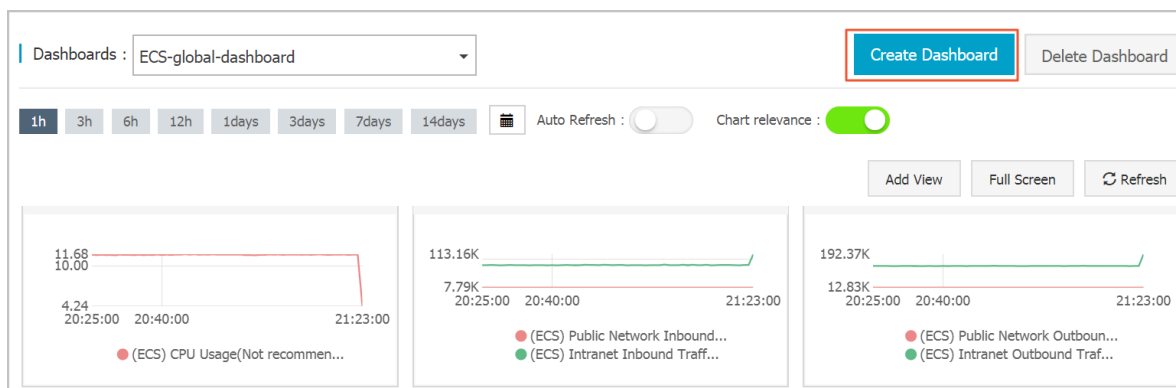 Dashboards : ECS-global-dashboard Create Dashboard Delete Dashboard
1h 3h 6h 12h 1days 3days 7days 14days Auto Refresh : Chart relevance :
Add View Full Screen Refresh
11.68
10.00
4.24
20:25:00 20:40:00 21:23:00
(ECS) CPU Usage(Not recommen...
113.16K
7.79K
20:25:00 20:40:00 21:23:00
(ECS) Public Network Inbound...
(ECS) Intranet Inbound Traff...
192.37K
12.83K
20:25:00 20:40:00 21:23:00
(ECS) Public Network Outboun...
(ECS) Intranet Outbound Traf...